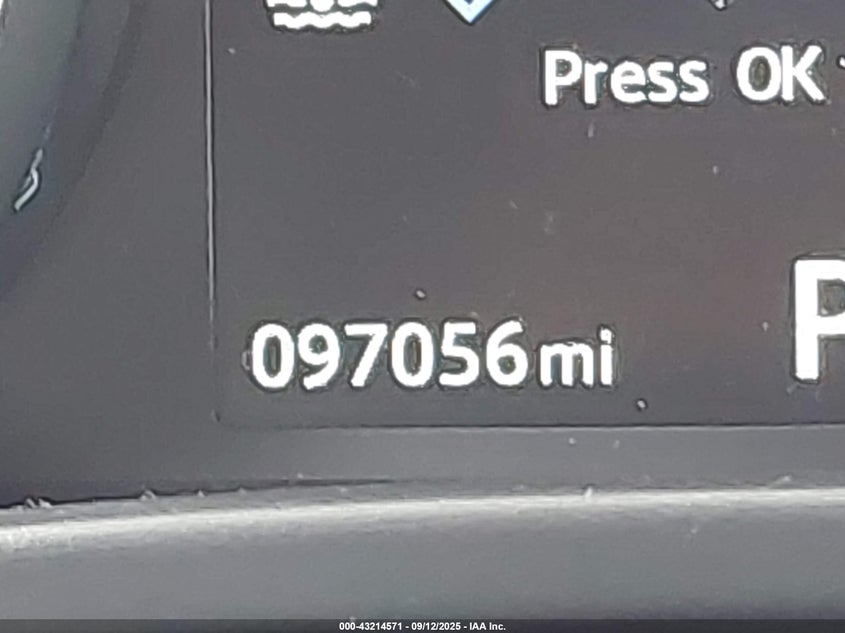 Press OK
097056mi
P
000-43214571 - 09/12/2025 - IAA Inc.